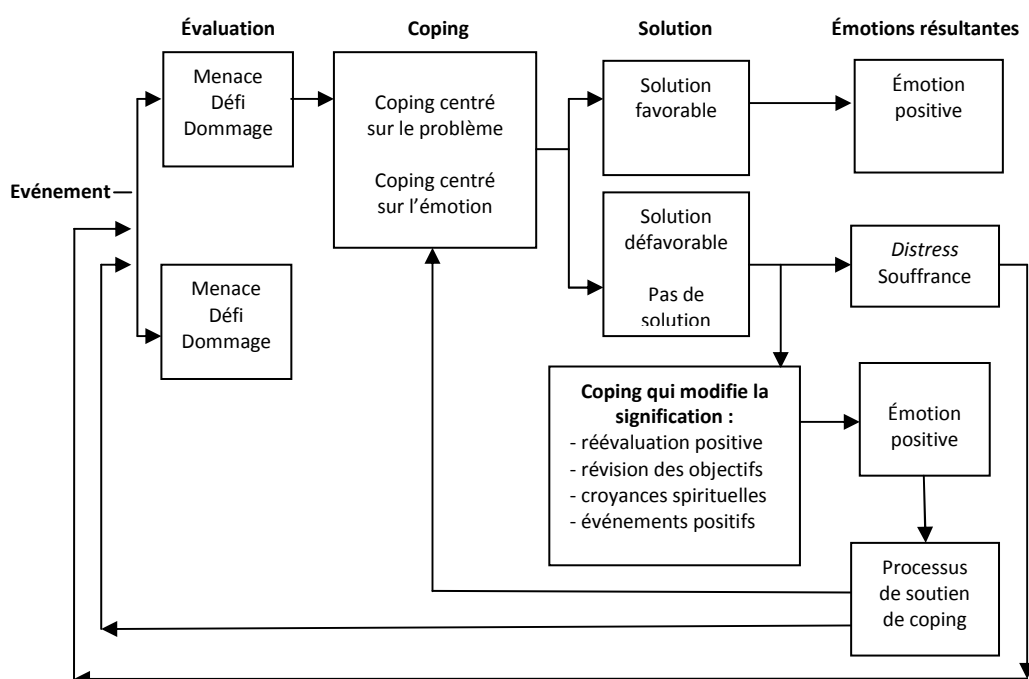 Évaluation
Coping
Solution
Émotions résultantes
Menace
Défi
Dommage
Coping centré
sur le problème
Coping centré
sur l'émotion
Solution
favorable
Émotion
positive
Evénement
Menace
Défi
Dommage
Solution
défavorable
Pas de
solution
Distress
Souffrance
Coping qui modifie la
signification :
- réévaluation positive
- révision des objectifs
- croyances spirituelles
- événements positifs
Émotion
positive
Processus
de soutien
de coping